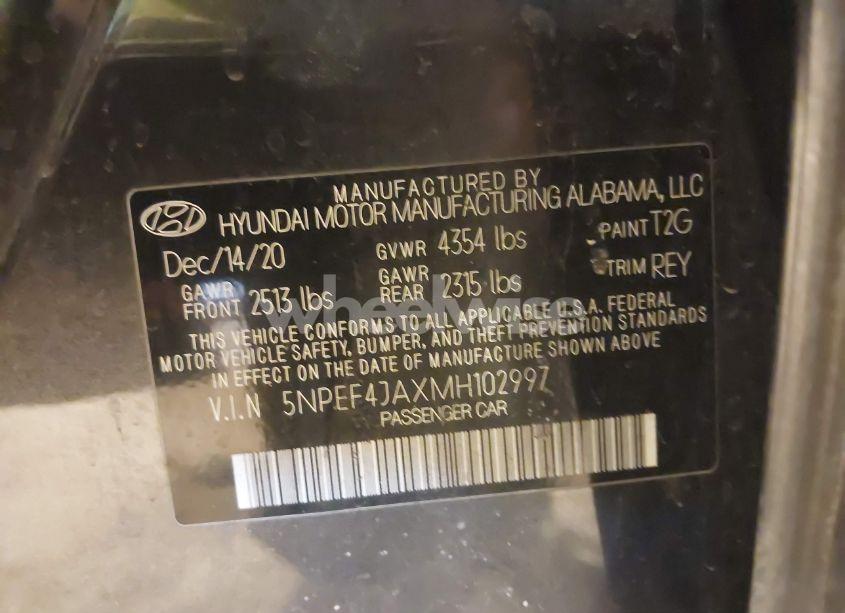 MANUFACTURED BY
HYUNDAI MOTOR MANUFACTURING ALABAMA, LLC
Dec/14/20 GVWR 4354 lbs PAINT T2G
GAWR FRONT 2513 lbs GAWR REAR 2315 lbs TRIM REY
wheelwise
THIS VEHICLE CONFORMS TO ALL APPLICABLE U.S.A. FEDERAL
MOTOR VEHICLE SAFETY, BUMPER, AND THEFT PREVENTION STANDARDS
IN EFFECT ON THE DATE OF MANUFACTURE SHOWN ABOVE
V.I.N 5NPEF4JAXMH102997
PASSENGER CAR